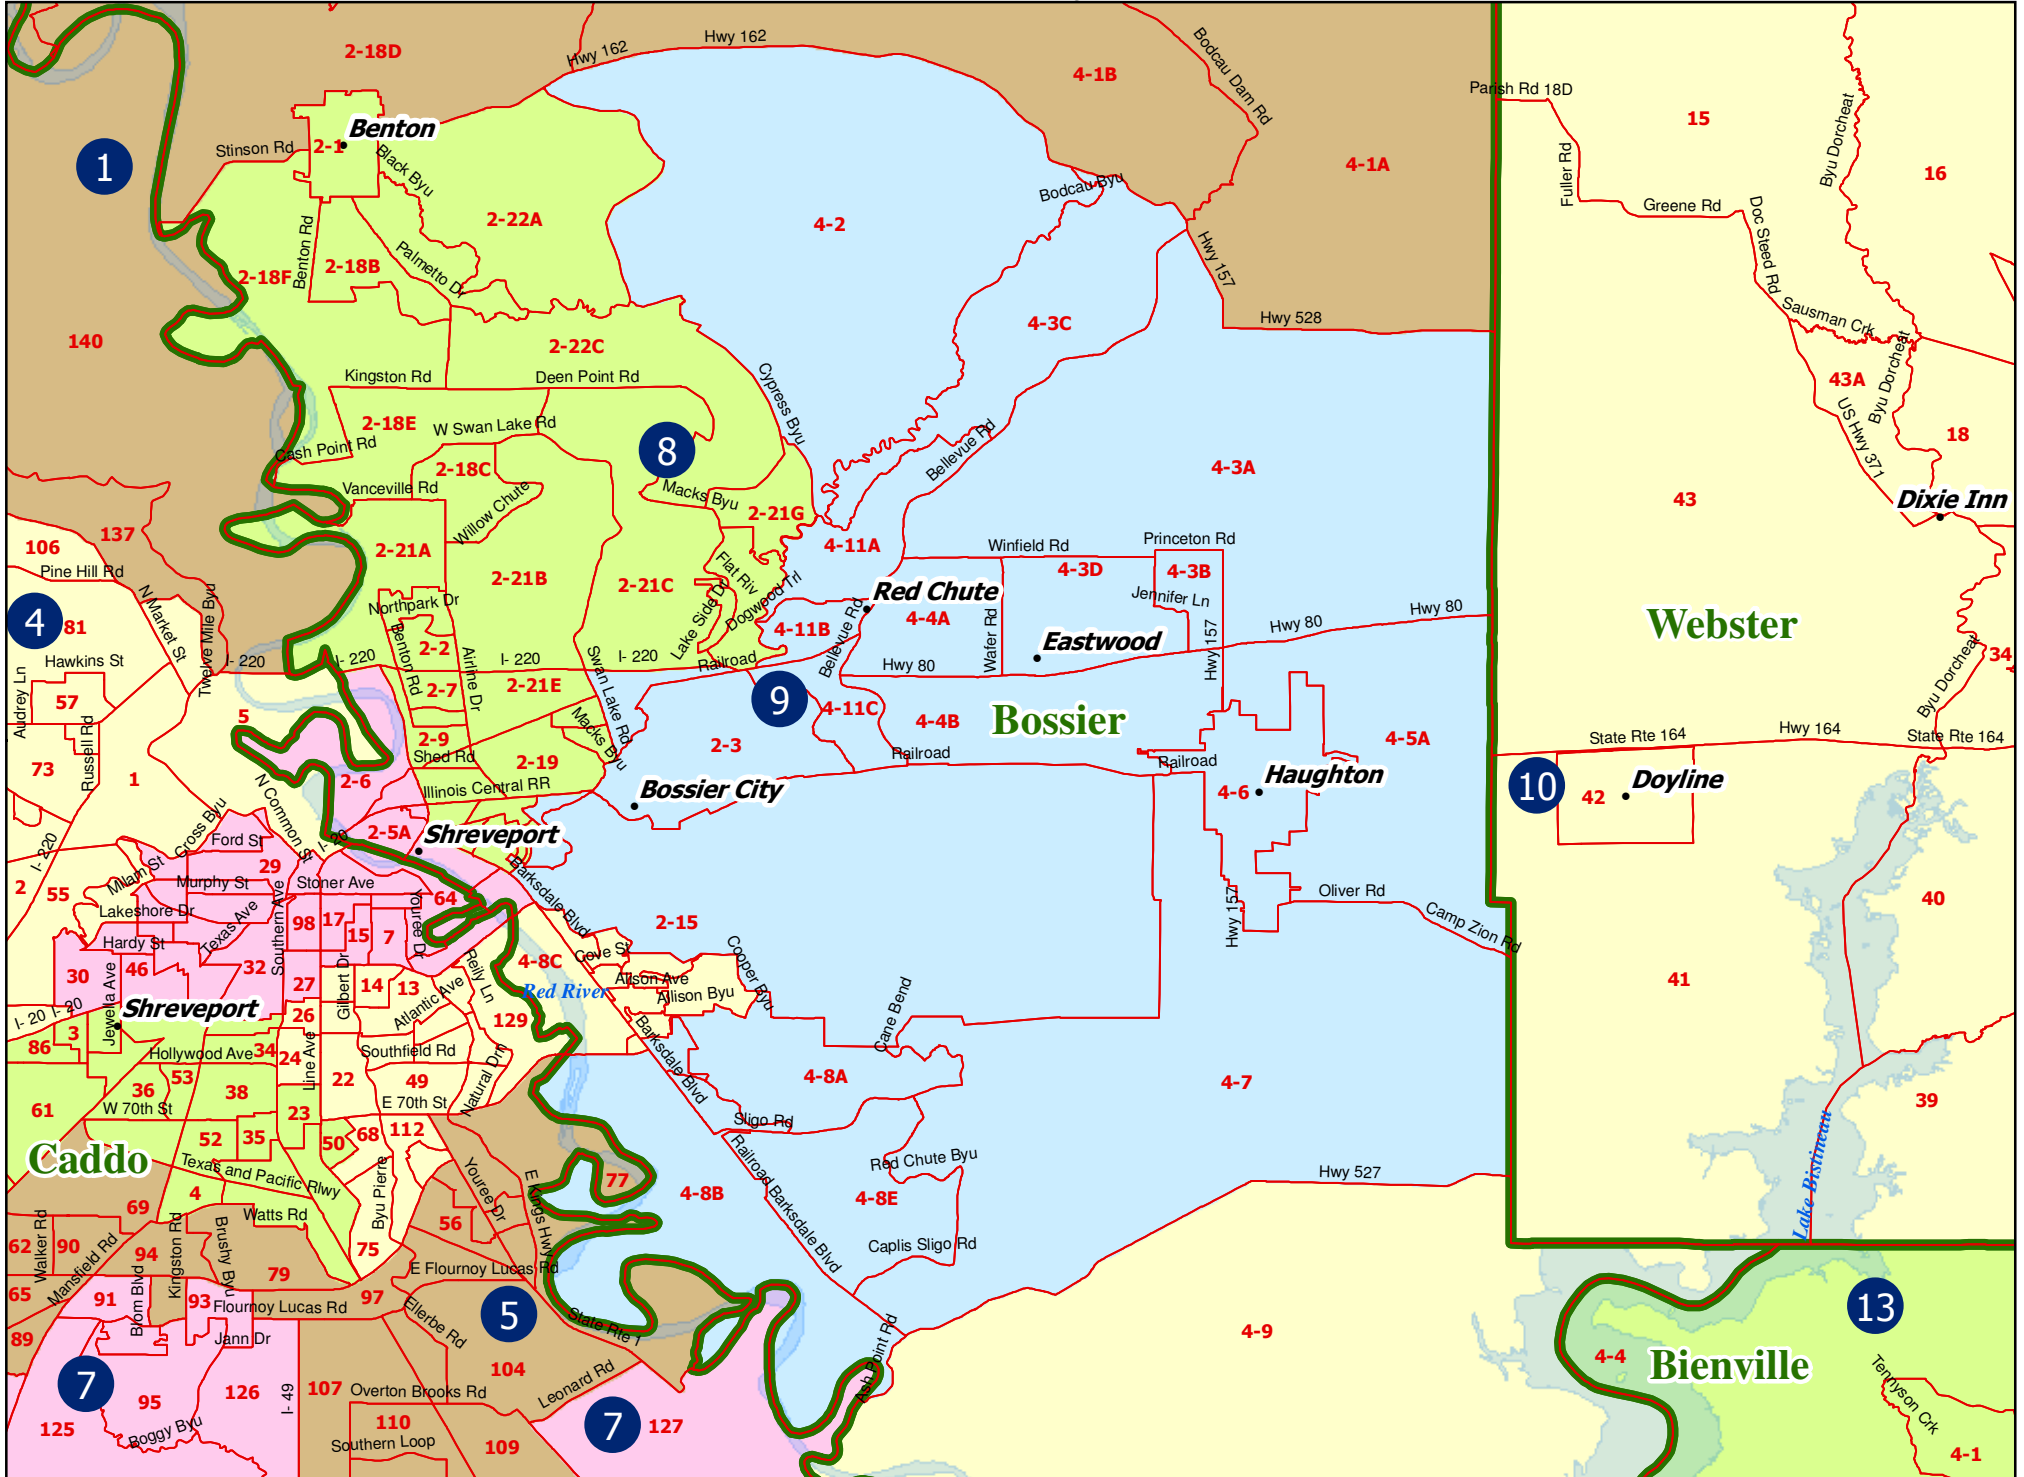 2-18D
Hwy 162
Hwy 162
4-1B
Bodcau Dam Rd
Parish Rd 18D
15
Byu Dorcheat
16
1
Stinson Rd
2-1
Benton
Black Byu
4-1A
Fuller Rd
Greene Rd
Doc Steed Rd
Bodcau Byu
2-22A
4-2
Hwy 157
Benton Rd
2-18F
2-18B
Palmetto Dr
140
4-3C
Hwy 528
Sausman Crk
Byu Dorcheat
2-22C
Kingston Rd
Deen Point Rd
Cypress Byu
43A
US Hwy 371
18
2-18E
W Swan Lake Rd
Cash Point Rd
8
Bellevue Rd
4-3A
2-18C
Vanceville Rd
Willow Chute
Macks Byu
2-21G
43
Dixie Inn
137
106
Pine Hill Rd
2-21A
2-21B
2-21C
4-11A
Winfield Rd
Princeton Rd
4-3D
4-3B
Jennifer Ln
N Market St
Twelve Mile Byu
Northpark Dr
Flat Riv
Lake Side Dr
Dogwood Trl
Red Chute
4-4A
Hwy 80
Hwy 80
4
81
Benton Rd
2-2
Airline Dr
4-11B
Bellevue Rd
Wafer Rd
Eastwood
Hwy 157
Webster
Hawkins St
I- 220
I- 220
I- 220
I- 220
Railroad
Hwy 80
34
Audrey Ln
57
Russell Rd
5
2-7
2-21E
Swan Lake Rd
9
4-11C
4-4B
Bossier
Byu Dorcheat
73
1
2-9
Shed Rd
2-19
Macks Byu
2-3
Railroad
4-5A
State Rte 164
Hwy 164
State Rte 164
2-6
Illinois Central RR
Bossier City
Railroad
4-6
Haughton
10
42
Doyline
N Common St
Gross Byu
Ford St
I- 20
2-5A
Shreveport
I- 220
2
55
Milam St
29
Murphy St
Stoner Ave
64
Barksdale Blvd
Oliver Rd
Camp Zion Rd
40
Lakeshore Dr
Texas Ave
Southern Ave
98
17
15
7
Youree Dr
2-15
Hwy 157
Hardy St
30
46
32
27
Gilbert Dr
14
13
Reily Ln
4-8C
Cove St
Alison Ave
Allison Byu
Cooper Byu
41
Red River
Atlantic Ave
I- 20
I- 20
Jewella Ave
Shreveport
26
129
Barksdale Blvd
Cane Bend
3
86
Hollywood Ave
34
24
Line Ave
Southfield Rd
Natural Drn
4-8A
4-7
36
53
38
22
49
61
W 70th St
23
E 70th St
Sligo Rd
39
52
35
50
68
112
Caddo
Texas and Pacific Rlwy
Byu Pierre
Youree Dr
E Kings Hwy
77
Railroad
Barksdale Blvd
Red Chute Byu
4-8B
4-8E
Hwy 527
Lake Bistineau
69
4
Watts Rd
56
62
Walker Rd
90
Mansfield Rd
94
Kingston Rd
Brushy Byu
79
75
Caplis Sligo Rd
65
91
Blom Blvd
93
Flournoy Lucas Rd
97
E Flournoy Lucas Rd
5
State Rte 1
13
89
Jann Dr
Ellerbe Rd
4-9
4-4
Bienville
7
95
126
I- 49
107
Overton Brooks Rd
104
Leonard Rd
Ash Point Rd
Tennyson Crk
125
Boggy Byu
110
Southern Loop
109
7
127
4-1